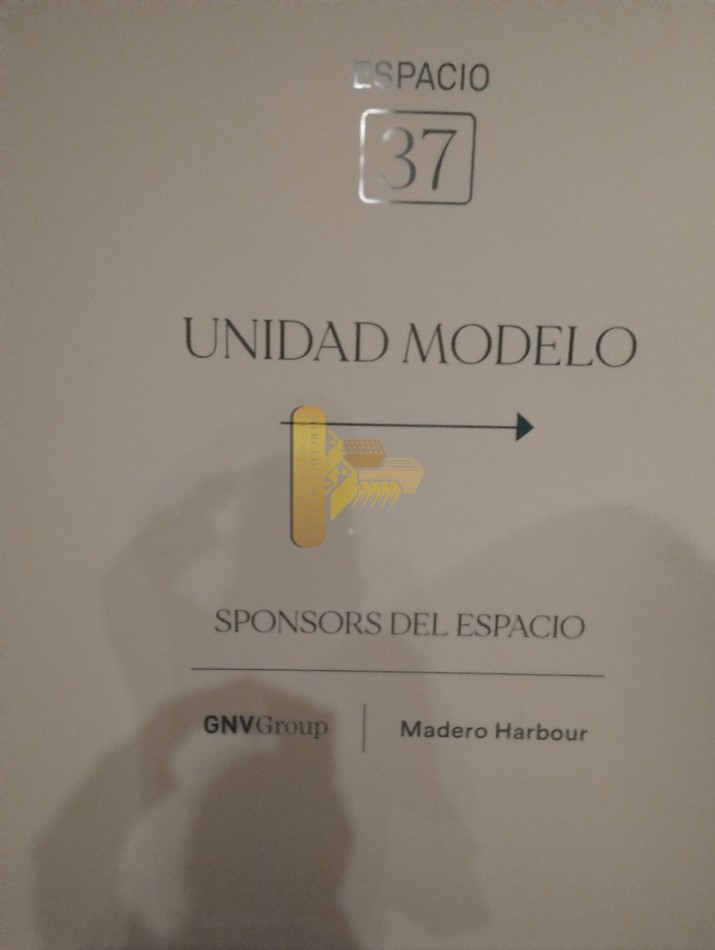 ESPACIO
37
UNIDAD MODELO
SPONSORS DEL ESPACIO
GNVGroup
Madero Harbour